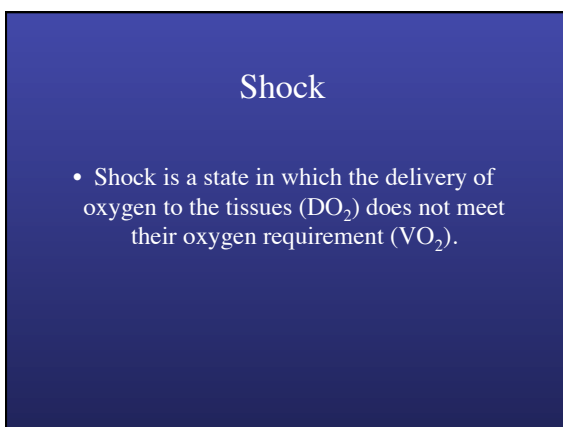 Shock
• Shock is a state in which the delivery of
oxygen to the tissues (DO₂) does not meet
their oxygen requirement (VO₂).